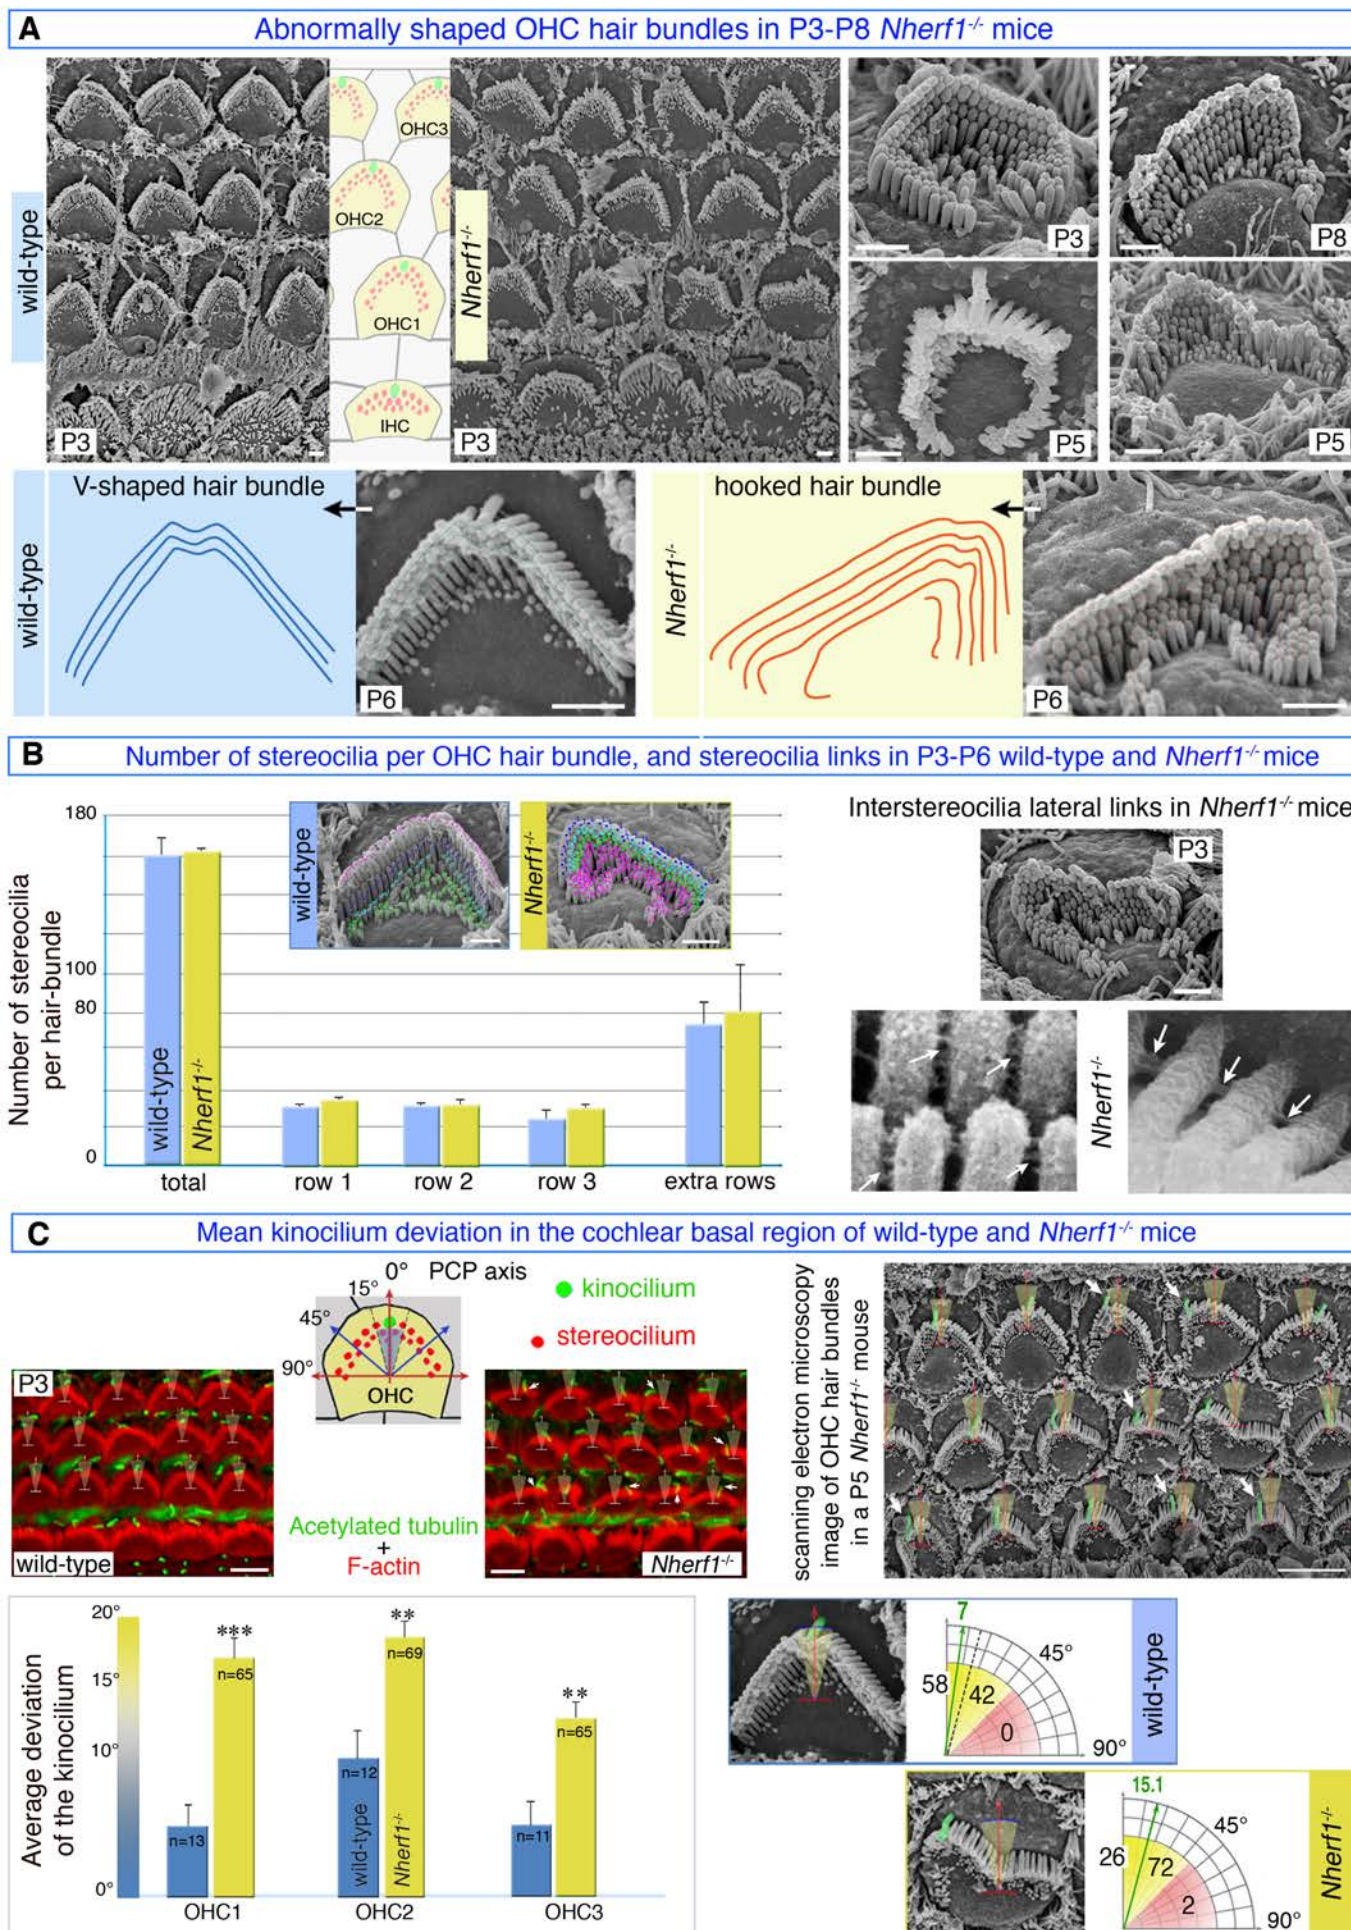 A
Abnormally shaped OHC hair bundles in P3-P8 Nherf1-/- mice
wild-type
P3
OHC3
OHC2
OHC1
IHC
Nherf1-/-
P3
P3
P8
P5
P5
wild-type
V-shaped hair bundle
P6
Nherf1-/-
hooked hair bundle
P6
B
Number of stereocilia per OHC hair bundle, and stereocilia links in P3-P6 wild-type and Nherf1-/- mice
Number of stereocilia
per hair-bundle
180
100
80
0
wild-type
Nherf1-/-
wild-type
Nherf1-/-
total
row 1
row 2
row 3
extra rows
Interstereocilia lateral links in Nherf1-/- mice
P3
Nherf1-/-
C
Mean kinocilium deviation in the cochlear basal region of wild-type and Nherf1-/- mice
0°
PCP axis
15°
45°
90°
OHC
kinocilium
stereocilium
P3
wild-type
Acetylated tubulin
+
F-actin
Nherf1-/-
scanning electron microscopy
image of OHC hair bundles
in a P5 Nherf1-/- mouse
Average deviation
of the kinocilium
20°
15°
10°
0°
***
n=65
n=13
**
n=69
n=12
wild-type
Nherf1-/-
**
n=65
n=11
OHC1
OHC2
OHC3
7
45°
58
42
0
90°
wild-type
15.1
45°
26
72
2
90°
Nherf1-/-